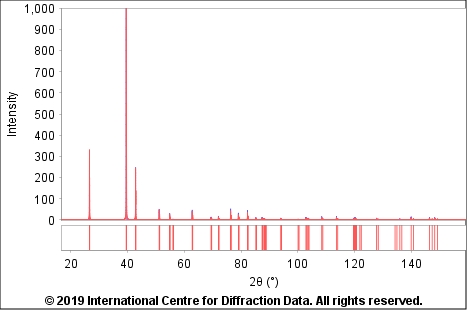 1,000
900
800
700
600
500
400
300
200
100
0
Intensity
20 40 60 80 100 120 140
2θ (°)
© 2019 International Centre for Diffraction Data. All rights reserved.